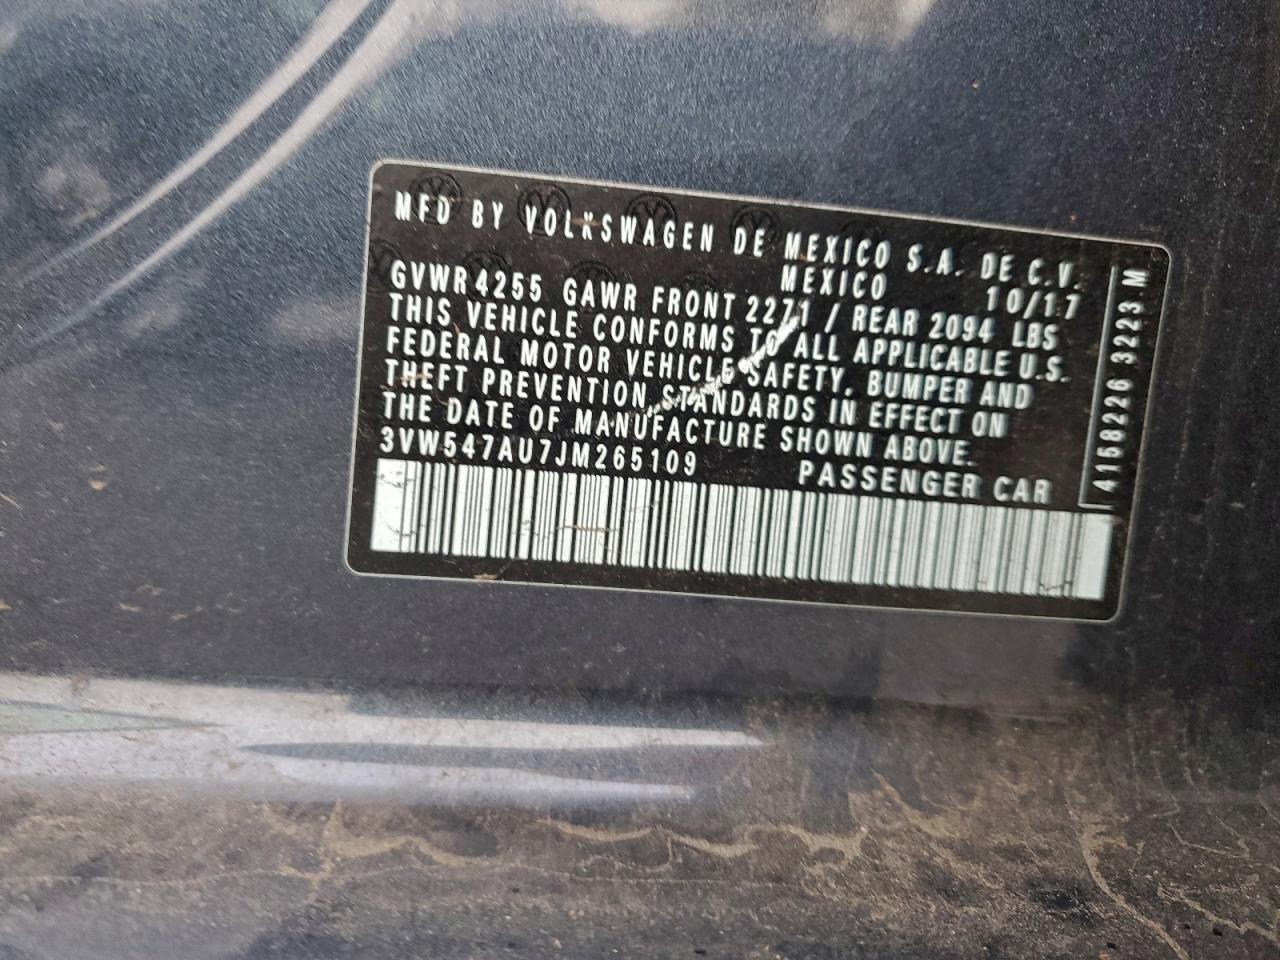 MFD BY VOLKSWAGEN DE MEXICO S.A. DE C.V.
MEXICO 10/17
GVWR 4255 GAWR FRONT 2271 / REAR 2094 LBS
THIS VEHICLE CONFORMS TO ALL APPLICABLE U.S.
FEDERAL MOTOR VEHICLE SAFETY, BUMPER AND
THEFT PREVENTION STANDARDS IN EFFECT ON
THE DATE OF MANUFACTURE SHOWN ABOVE.
3VW547AU7JM265109 PASSENGER CAR
4158226 3223 M